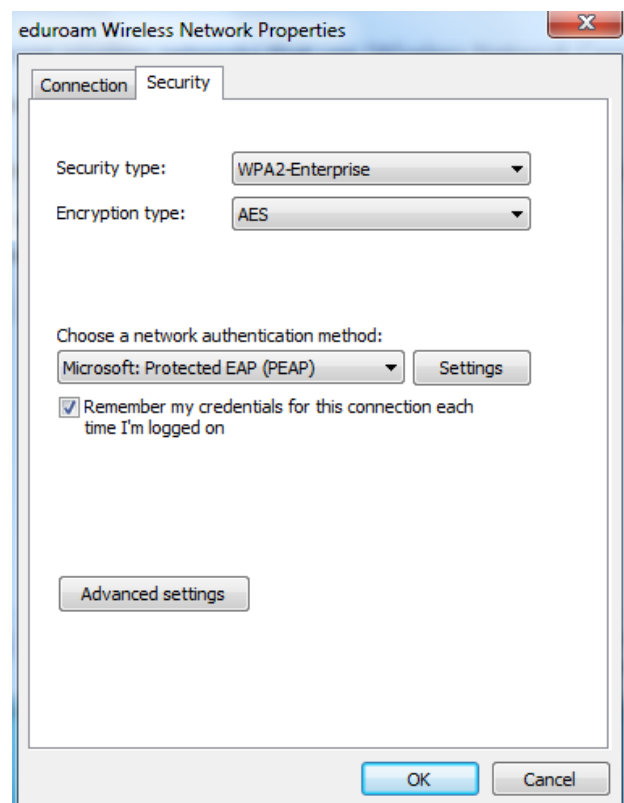 eduroam Wireless Network Properties
Connection Security
Security type: WPA2-Enterprise
Encryption type: AES
Choose a network authentication method:
Microsoft: Protected EAP (PEAP) Settings
Remember my credentials for this connection each
time I'm logged on
Advanced settings
OK Cancel